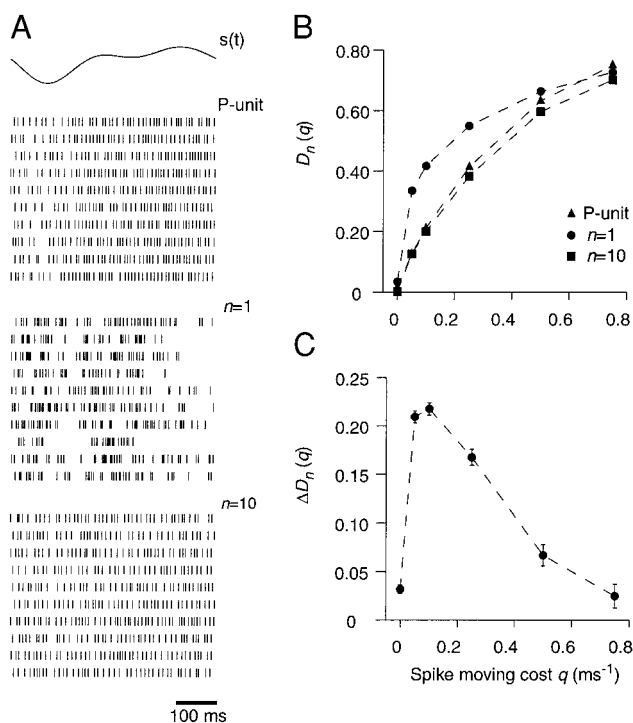 A
s(t)
P-unit
n=1
n=10
100 ms
B
Dn (q)
0.80
0.60
0.40
0.20
0
0 0.2 0.4 0.6 0.8
P-unit
n=1
n=10
C
ΔDn (q)
0.25
0.20
0.15
0.10
0.05
0
0 0.2 0.4 0.6 0.8
Spike moving cost q (ms-1)